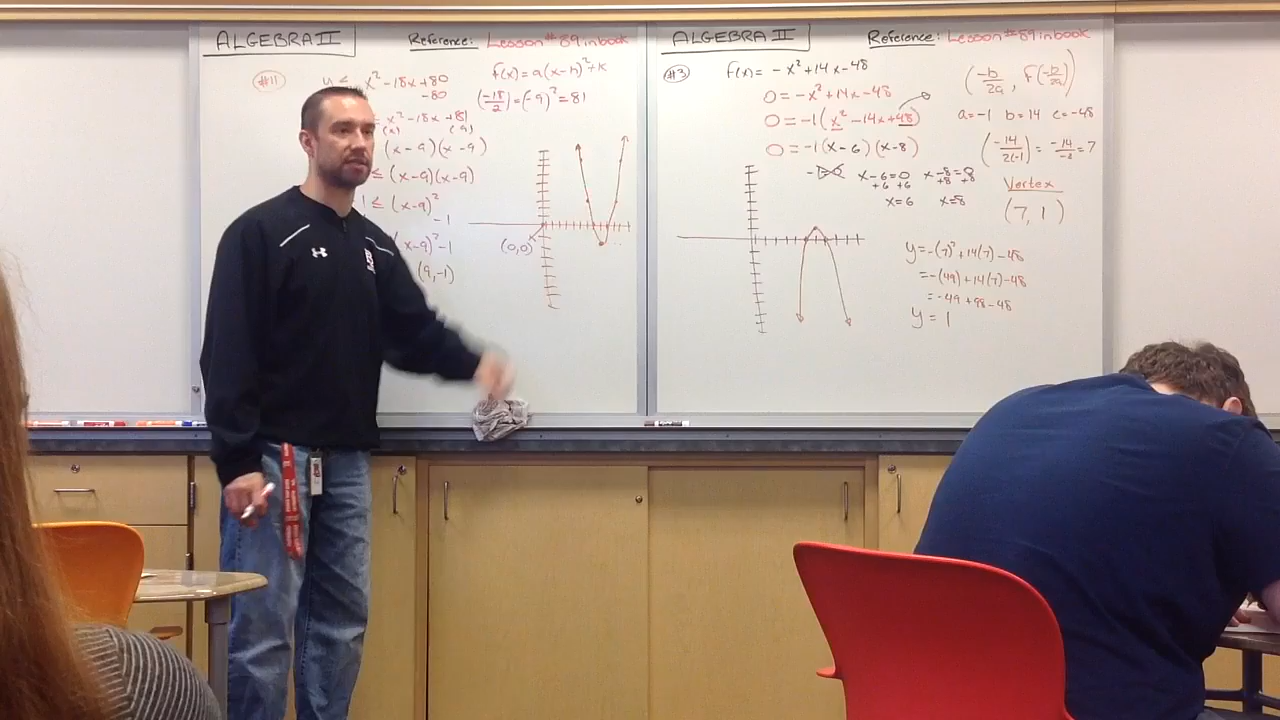 ALGEBRA II
Reference: Lesson #89 in book
#11
x² -18x +80
-80
f(x) = a(x-h)²+k
(-18/2) = (-9)² = 81
x² -18x +81
(x) (9)
(x-9)(x-9)
≤ (x-9)(x-9)
1 ≤ (x-9)²
-1
(x-9)² -1
(9,-1)
(0,0)
ALGEBRA II
Reference: Lesson #89 in book
#3
f(x) = -x² +14x -48
0 = -x² +14x -48
0 = -1(x² -14x +48)
0 = -1(x-6)(x-8)
x-6=0 x-8=0
+6 +6 +8 +8
x=6 x=8
(-b/2a, f(-b/2a))
a=-1 b=14 c=-48
(-14/2(-1)) = -14/-2 = 7
Vertex
(7, 1)
y = -(7)² +14(7) -48
= -(49) +14(7) -48
= -49 +98 -48
y = 1